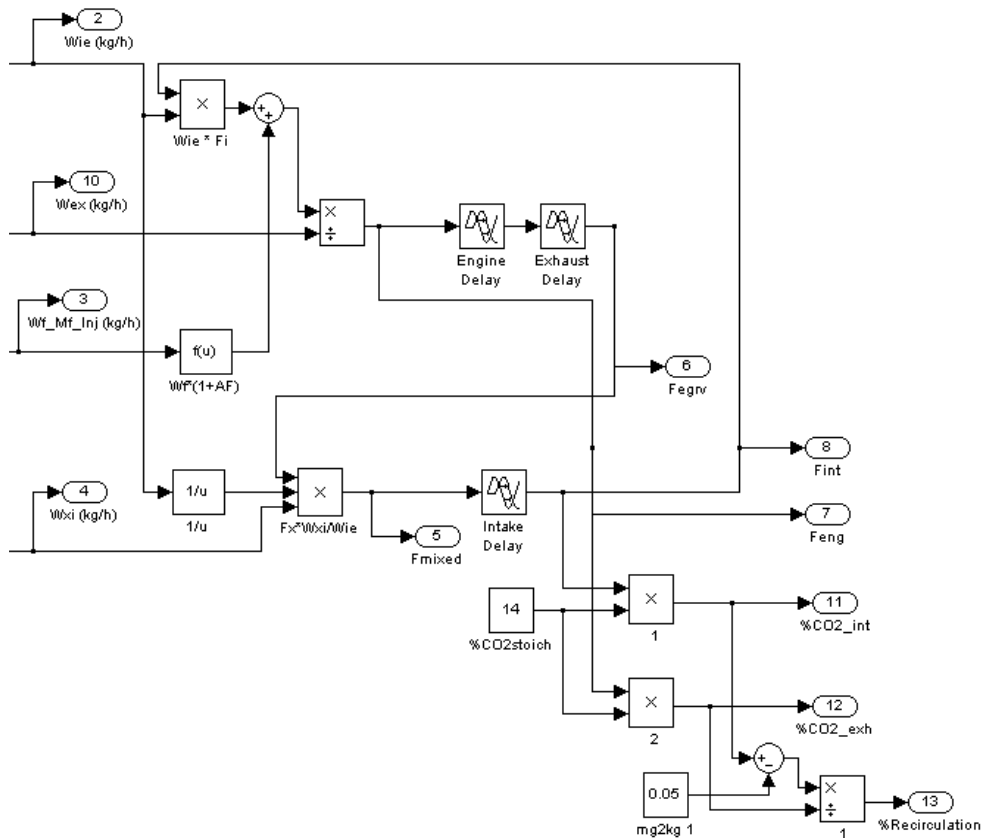 2
Wie (kg/h)
×
Wie * Fi
+
+
10
Wex (kg/h)
×
÷
Engine
Delay
Exhaust
Delay
3
Wf_Mf_Inj (kg/h)
f(u)
Wf*(1+AF)
6
Fegrv
8
Fint
4
Wxi (kg/h)
1/u
1/u
×
Fx*Wxi/Wie
Intake
Delay
7
Feng
5
Fmixed
14
%CO2stoich
×
1
11
%CO2_int
×
2
12
%CO2_exh
+
-
0.05
mg2kg 1
×
÷
1
13
%Recirculation